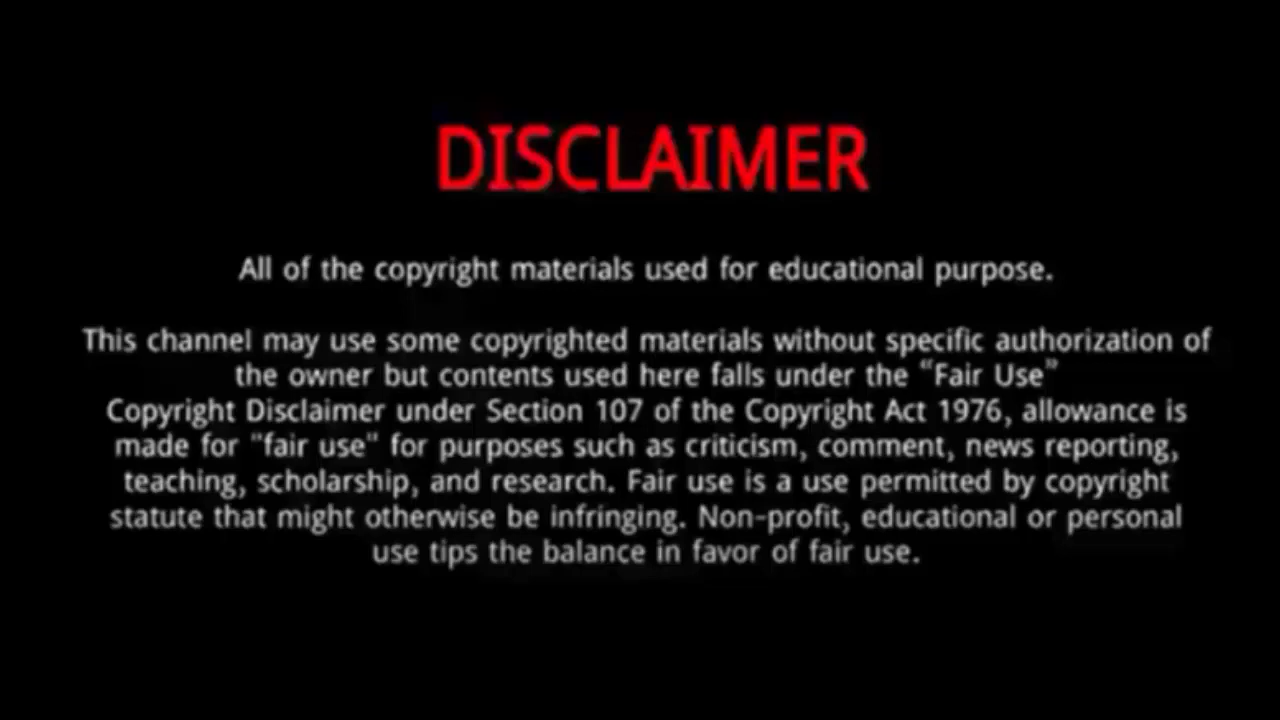 DISCLAIMER
All of the copyright materials used for educational purpose.
This channel may use some copyrighted materials without specific authorization of
the owner but contents used here falls under the “Fair Use”
Copyright Disclaimer under Section 107 of the Copyright Act 1976, allowance is
made for "fair use" for purposes such as criticism, comment, news reporting,
teaching, scholarship, and research. Fair use is a use permitted by copyright
statute that might otherwise be infringing. Non-profit, educational or personal
use tips the balance in favor of fair use.